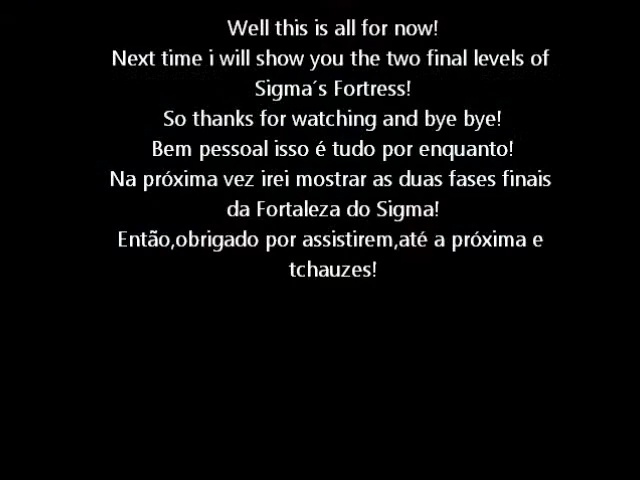 Well this is all for now!
Next time i will show you the two final levels of
Sigma´s Fortress!
So thanks for watching and bye bye!
Bem pessoal isso é tudo por enquanto!
Na próxima vez irei mostrar as duas fases finais
da Fortaleza do Sigma!
Então,obrigado por assistirem,até a próxima e
tchauzes!